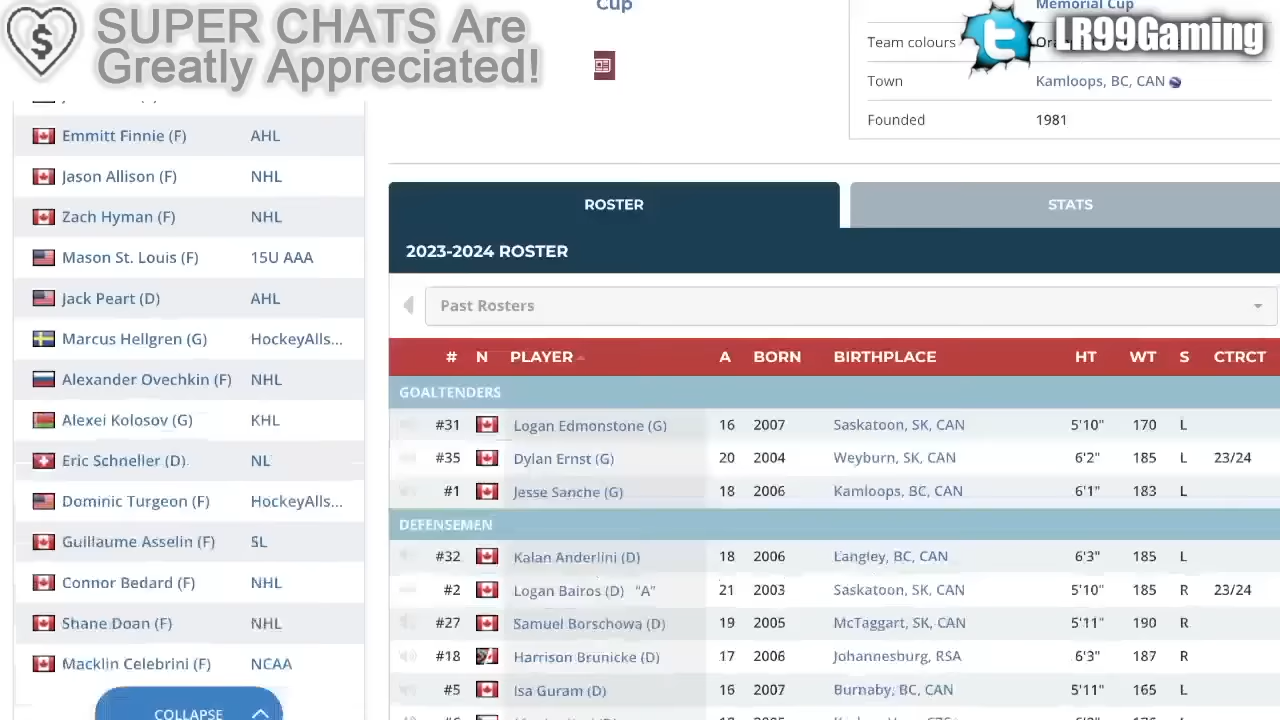 SUPER CHATS Are
Greatly Appreciated!
Cup
Memorial Cup
Team colours
LR99Gaming
Town Kamloops, BC, CAN
Founded 1981
Emmitt Finnie (F) AHL
Jason Allison (F) NHL
Zach Hyman (F) NHL
Mason St. Louis (F) 15U AAA
Jack Peart (D) AHL
Marcus Hellgren (G) HockeyAlls...
Alexander Ovechkin (F) NHL
Alexei Kolosov (G) KHL
Eric Schneller (D) NL
Dominic Turgeon (F) HockeyAlls...
Guillaume Asselin (F) SL
Connor Bedard (F) NHL
Shane Doan (F) NHL
Macklin Celebrini (F) NCAA
COLLAPSE
ROSTER STATS
2023-2024 ROSTER
Past Rosters
# N PLAYER A BORN BIRTHPLACE HT WT S CTRCT
GOALTENDERS
#31 Logan Edmonstone (G) 16 2007 Saskatoon, SK, CAN 5'10" 170 L
#35 Dylan Ernst (G) 20 2004 Weyburn, SK, CAN 6'2" 185 L 23/24
#1 Jesse Sanche (G) 18 2006 Kamloops, BC, CAN 6'1" 183 L
DEFENSEMEN
#32 Kalan Anderlini (D) 18 2006 Langley, BC, CAN 6'3" 185 L
#2 Logan Bairos (D) "A" 21 2003 Saskatoon, SK, CAN 5'10" 185 R 23/24
#27 Samuel Borschowa (D) 19 2005 McTaggart, SK, CAN 5'11" 190 R
#18 Harrison Brunicke (D) 17 2006 Johannesburg, RSA 6'3" 187 R
#5 Isa Guram (D) 16 2007 Burnaby, BC, CAN 5'11" 165 L